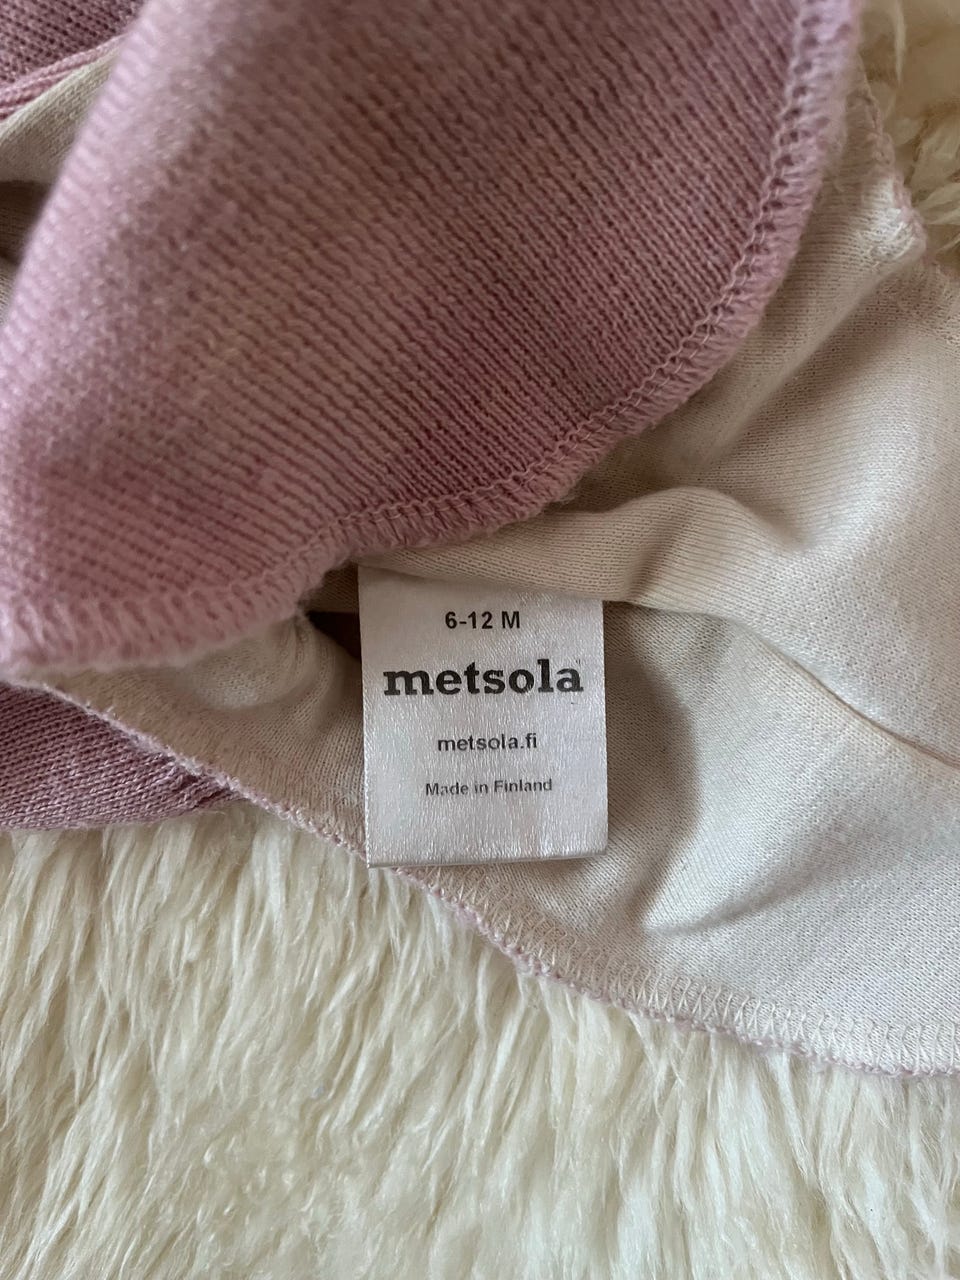 6-12 M
metsola
metsola.fi
Made in Finland